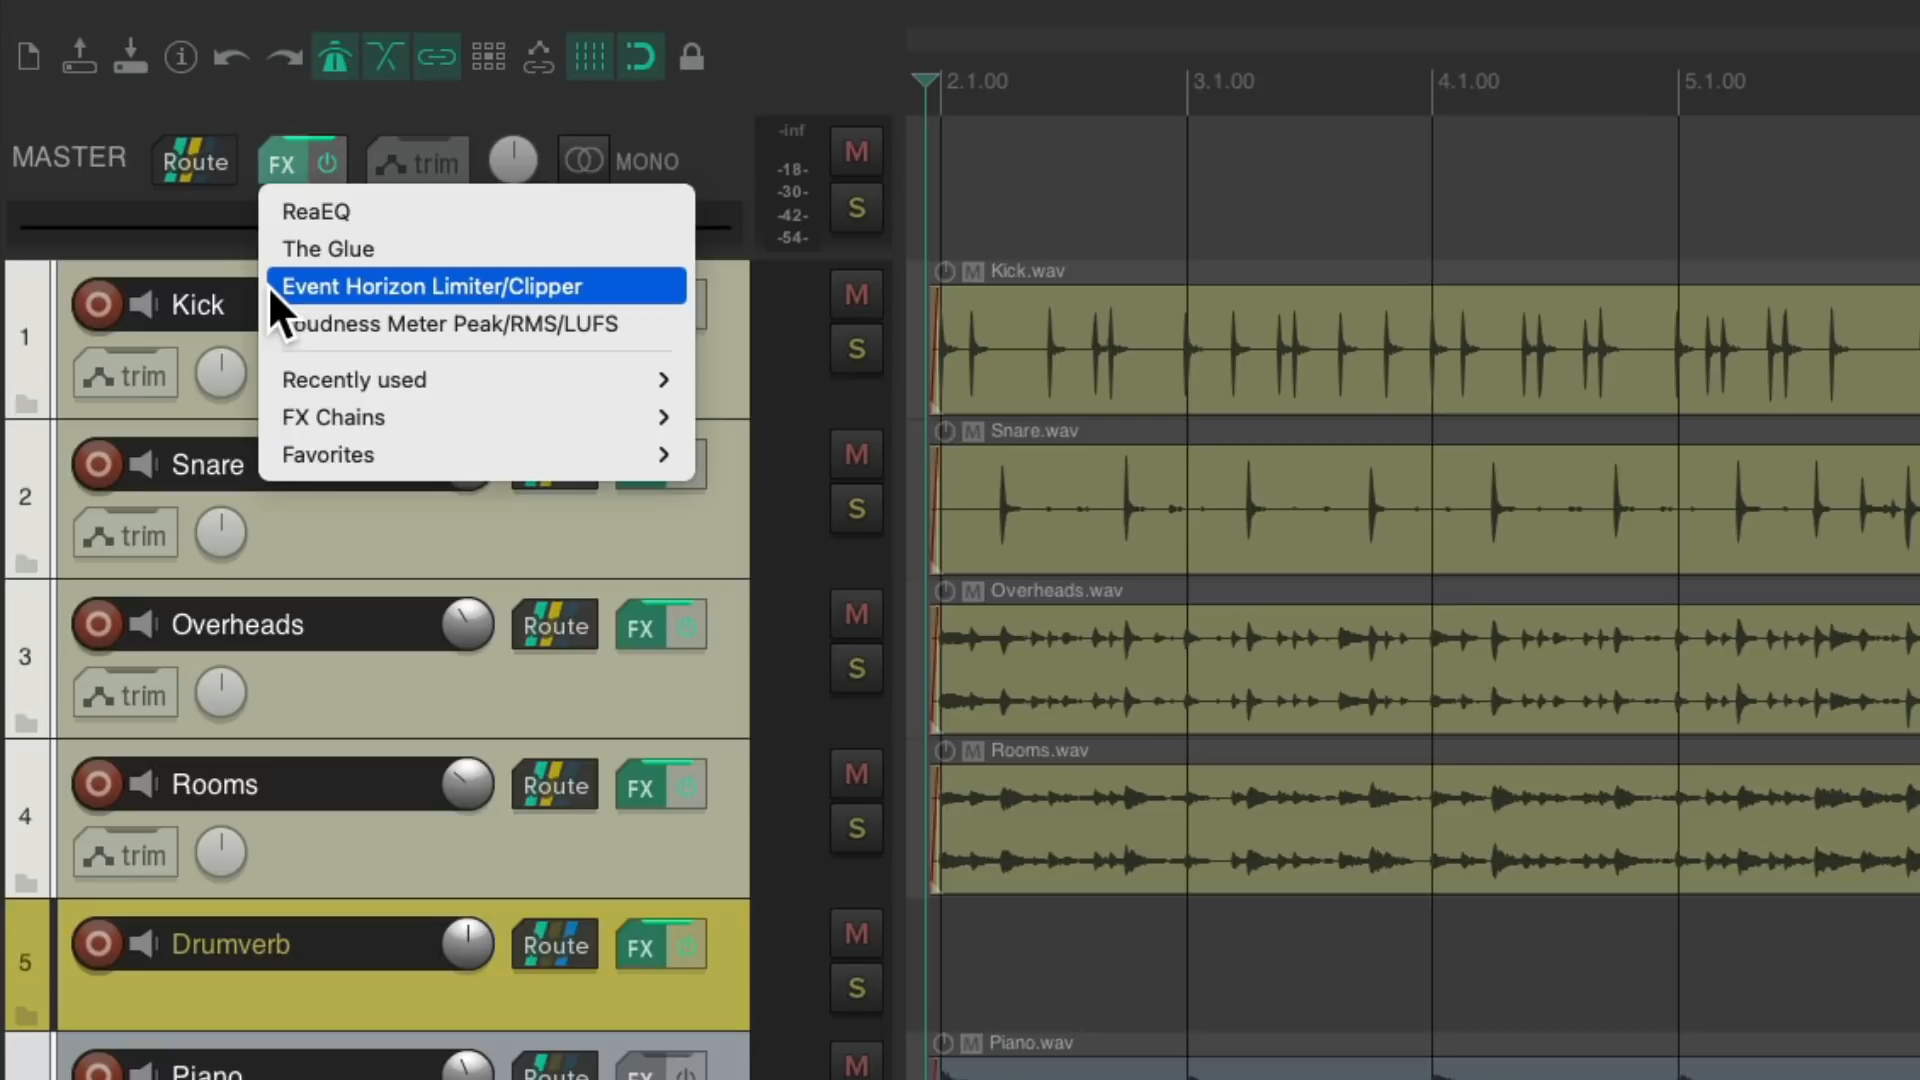 2.1.00 3.1.00 4.1.00 5.1.00
MASTER Route FX trim MONO
-inf
-18-
-30-
-42-
-54-
M
S
ReaEQ
The Glue
Event Horizon Limiter/Clipper
oudness Meter Peak/RMS/LUFS
Recently used
FX Chains
Favorites
1 Kick
trim
M
S
M Kick.wav
2 Snare
trim
M
S
M Snare.wav
3 Overheads Route FX
trim
M
S
M Overheads.wav
4 Rooms Route FX
trim
M
S
M Rooms.wav
5 Drumverb Route FX
M
S
Piano Route FX
M
M Piano.wav